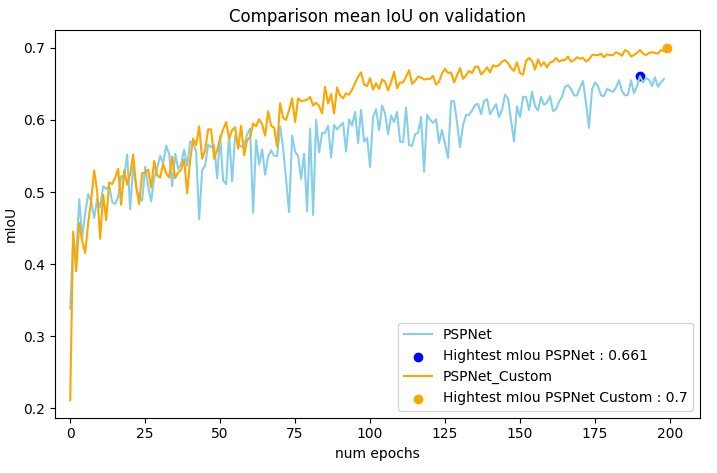 Comparison mean IoU on validation
0.7
0.6
0.5
0.4
0.3
0.2
mIoU
0
25
50
75
100
125
150
175
200
num epochs
PSPNet
Hightest mIou PSPNet : 0.661
PSPNet_Custom
Hightest mIou PSPNet Custom : 0.7